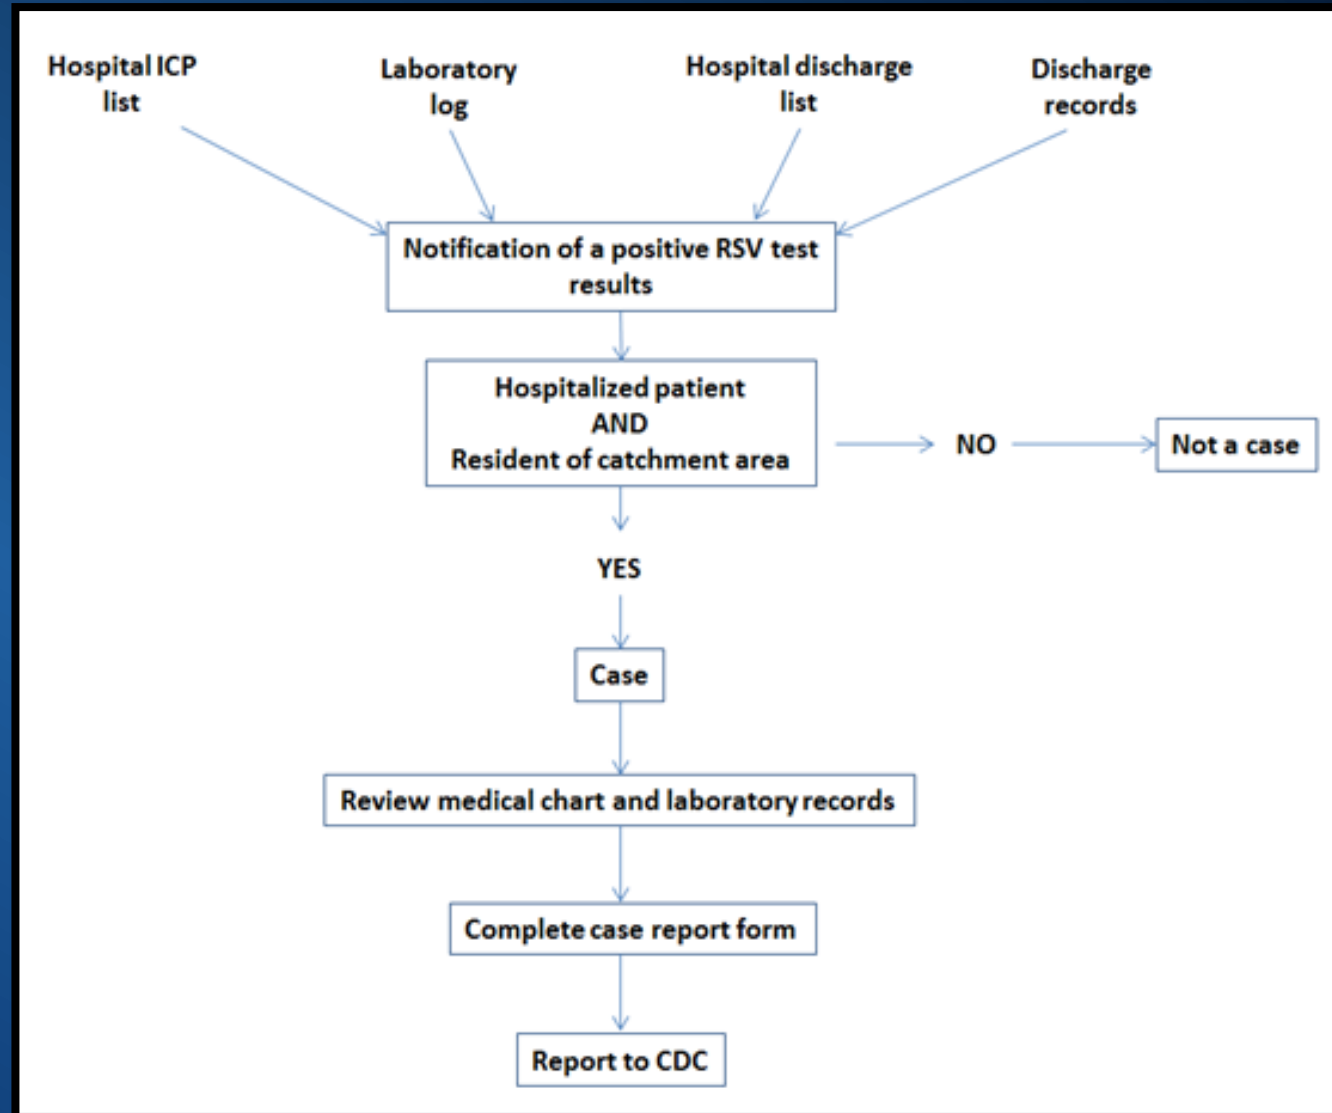 Hospital ICP
list
Laboratory
log
Hospital discharge
list
Discharge
records
Notification of a positive RSV test
results
Hospitalized patient
AND
Resident of catchment area
NO
Not a case
YES
Case
Review medical chart and laboratory records
Complete case report form
Report to CDC